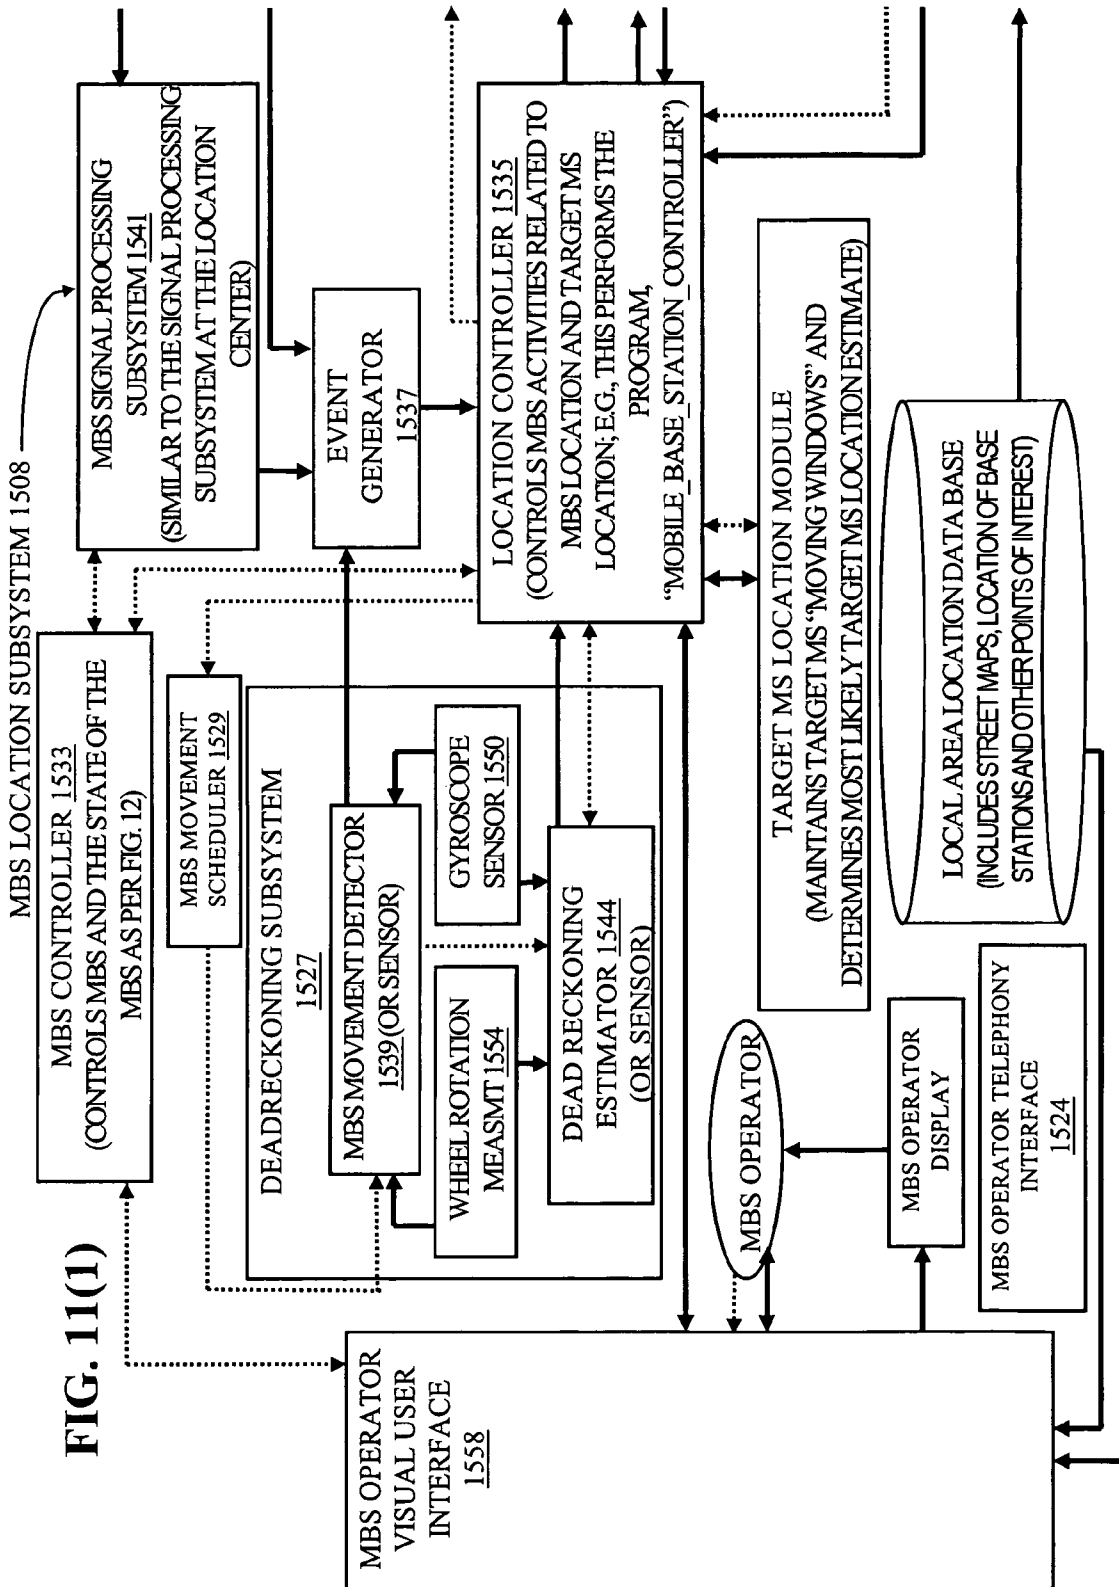 FIG. 11(1)
MBS LOCATION SUBSYSTEM 1508
MBS CONTROLLER 1533
(CONTROLS MBS AND THE STATE OF THE
MBS AS PER FIG. 12)
MBS SIGNAL PROCESSING
SUBSYSTEM 1541
(SIMILAR TO THE SIGNAL PROCESSING
SUBSYSTEM AT THE LOCATION
CENTER)
MBS MOVEMENT
SCHEDULER 1529
DEADRECKONING SUBSYSTEM
1527
MBS MOVEMENT DETECTOR
1539 (OR SENSOR)
WHEEL ROTATION
MEASMT 1554
GYROSCOPE
SENSOR 1550
DEAD RECKONING
ESTIMATOR 1544
(OR SENSOR)
EVENT
GENERATOR
1537
LOCATION CONTROLLER 1535
(CONTROLS MBS ACTIVITIES RELATED TO
MBS LOCATION AND TARGET MS
LOCATION; E.G., THIS PERFORMS THE
PROGRAM,
“MOBILE_BASE_STATION_CONTROLLER”)
MBS OPERATOR
VISUAL USER
INTERFACE
1558
MBS OPERATOR
MBS OPERATOR
DISPLAY
MBS OPERATOR TELEPHONY
INTERFACE
1524
TARGET MS LOCATION MODULE
(MAINTAINS TARGET MS “MOVING WINDOWS” AND
DETERMINES MOST LIKELY TARGET MS LOCATION ESTIMATE)
LOCAL AREA LOCATION DATA BASE
(INCLUDES STREET MAPS, LOCATION OF BASE
STATIONS AND OTHER POINTS OF INTEREST)